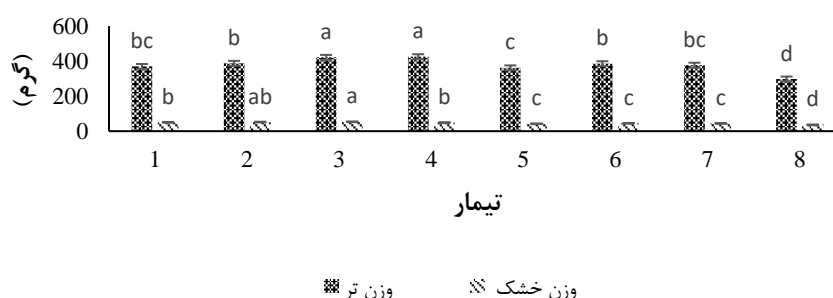 (گرم)
600
400
200
0
bc b a a c b bc d
b ab a b c c c d
1 2 3 4 5 6 7 8
تیمار
وزن تر وزن خشک